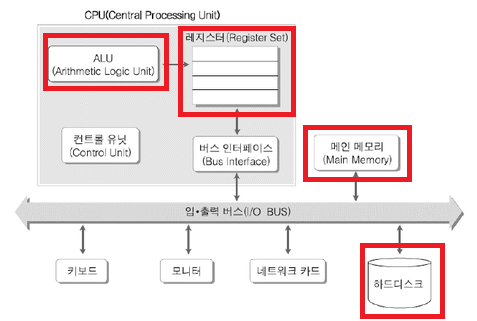 CPU(Central Processing Unit)
ALU
(Arithmetic Logic Unit)
레지스터(Register Set)
컨트롤 유닛
(Control Unit)
버스 인터페이스
(Bus Interface)
메인 메모리
(Main Memory)
입•출력 버스(I/O BUS)
키보드
모니터
네트워크 카드
하드디스크